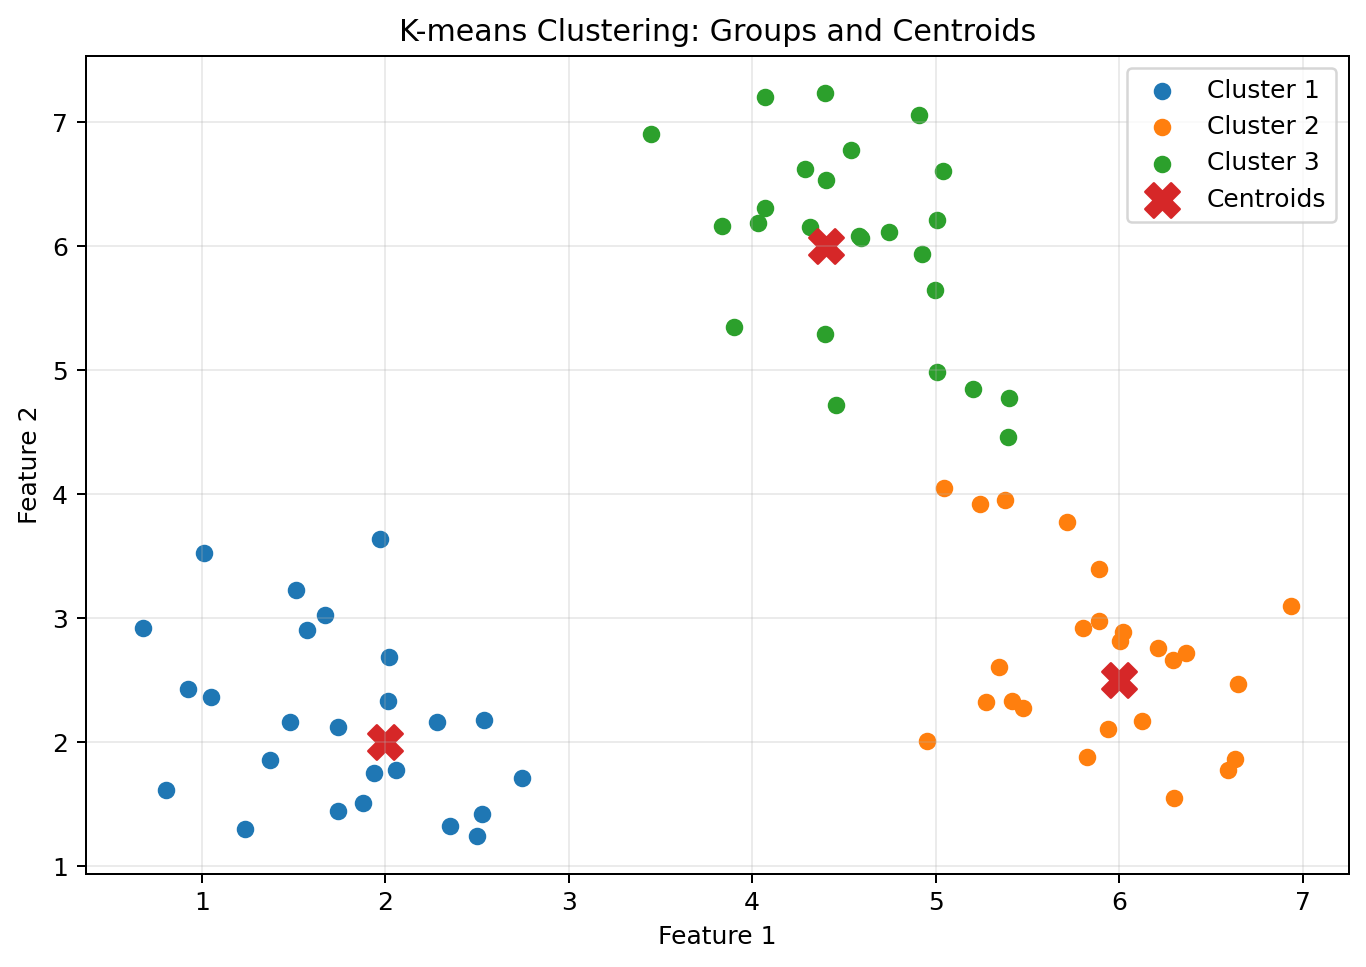 K-means Clustering: Groups and Centroids
Cluster 1
Cluster 2
Cluster 3
Centroids
Feature 2
7
6
5
4
3
2
1
1 2 3 4 5 6 7
Feature 1